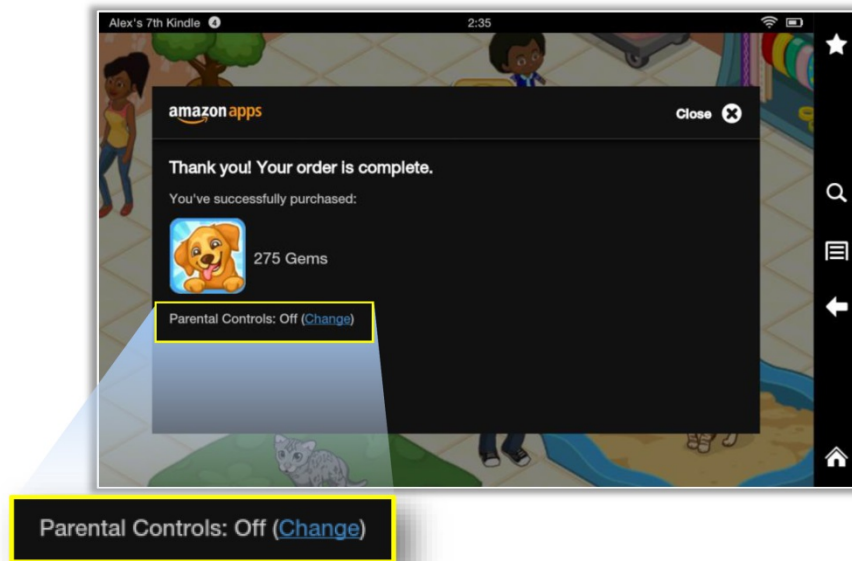 Alex's 7th Kindle 4 2:35
amazon apps
Close
Thank you! Your order is complete.
You've successfully purchased:
275 Gems
Parental Controls: Off (Change)
Parental Controls: Off (Change)